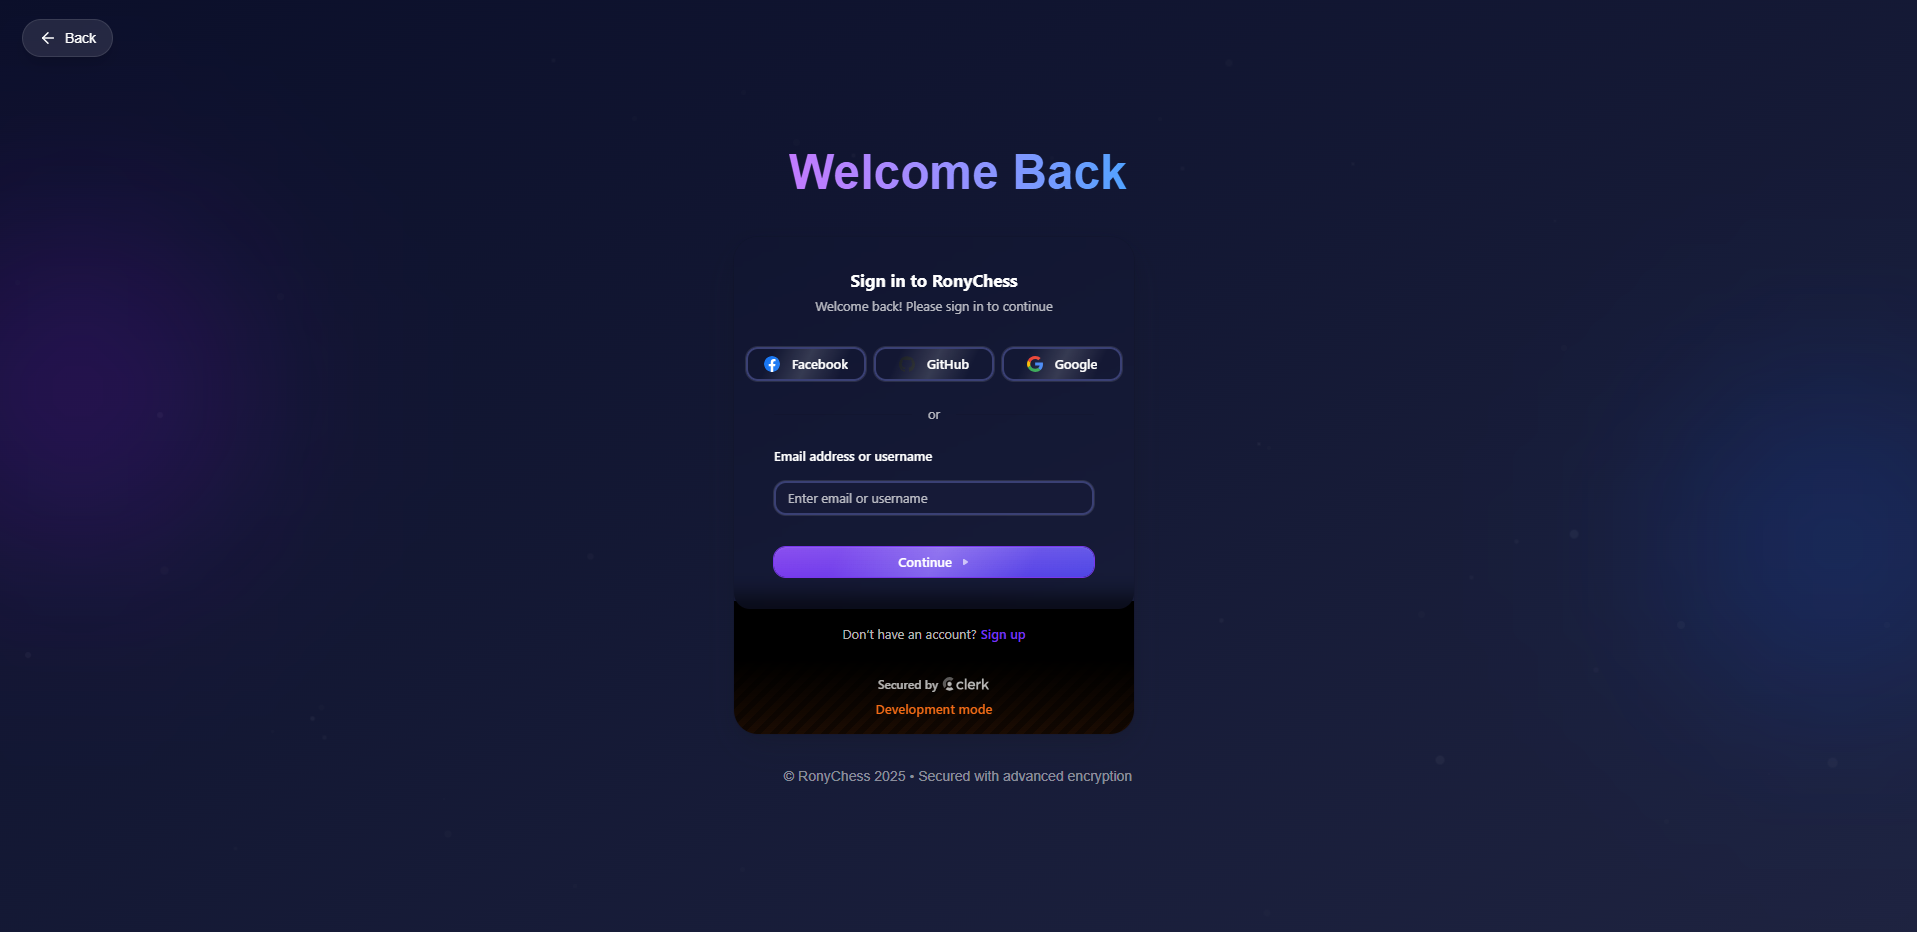 Back
Welcome Back
Sign in to RonyChess
Welcome back! Please sign in to continue
Facebook
GitHub
Google
or
Email address or username
Enter email or username
Continue
Don't have an account? Sign up
Secured by clerk
Development mode
© RonyChess 2025 • Secured with advanced encryption